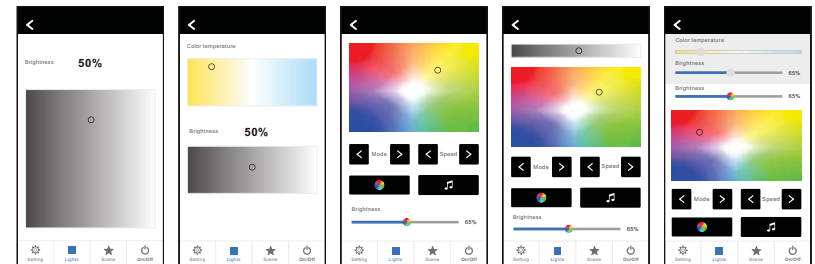 Brightness 50%
Setting Lights Scene On/Off
Color temperature
Brightness 50%
Setting Lights Scene On/Off
Mode Speed
Brightness
65%
Setting Lights Scene On/Off
Mode Speed
Brightness
65%
Setting Lights Scene On/Off
Color temperature
Brightness
65%
Brightness
65%
Mode Speed
Setting Lights Scene On/Off